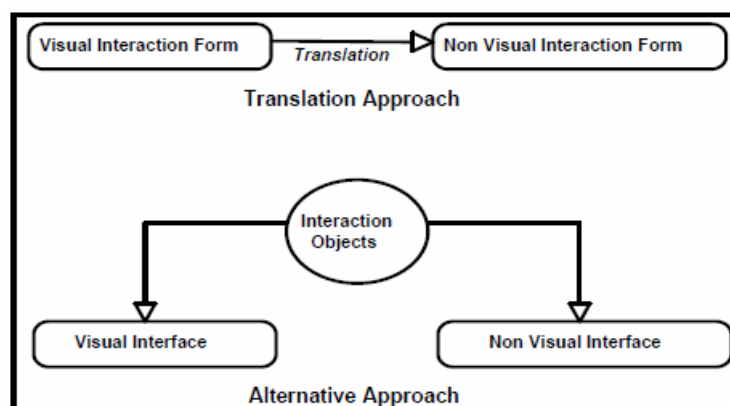 Visual Interaction Form
Translation
Non Visual Interaction Form
Translation Approach
Interaction
Objects
Visual Interface
Non Visual Interface
Alternative Approach